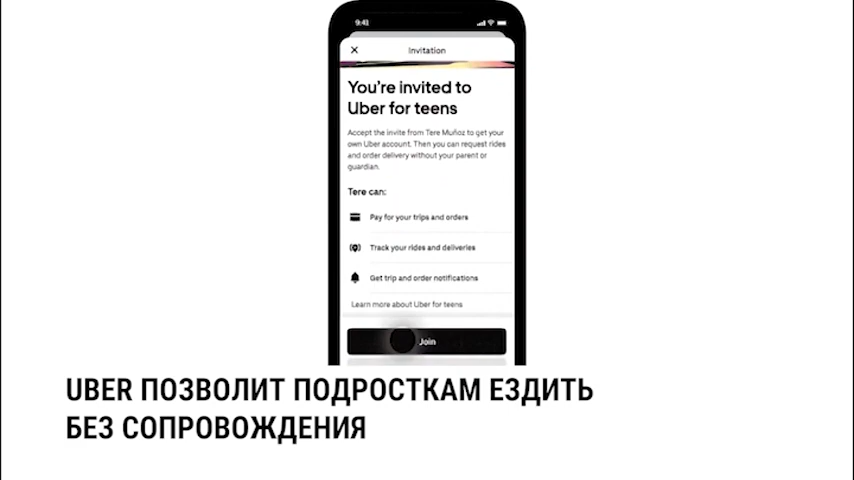 9:41
Invitation
You're invited to
Uber for teens
Accept the invite from Tere Muñoz to get your
own Uber account. Then you can request rides
and order delivery without your parent or
guardian.
Tere can:
Pay for your trips and orders
Track your rides and deliveries
Get trip and order notifications
Learn more about Uber for teens
Join
UBER ПОЗВОЛИТ ПОДРОСТКАМ ЕЗДИТЬ
БЕЗ СОПРОВОЖДЕНИЯ